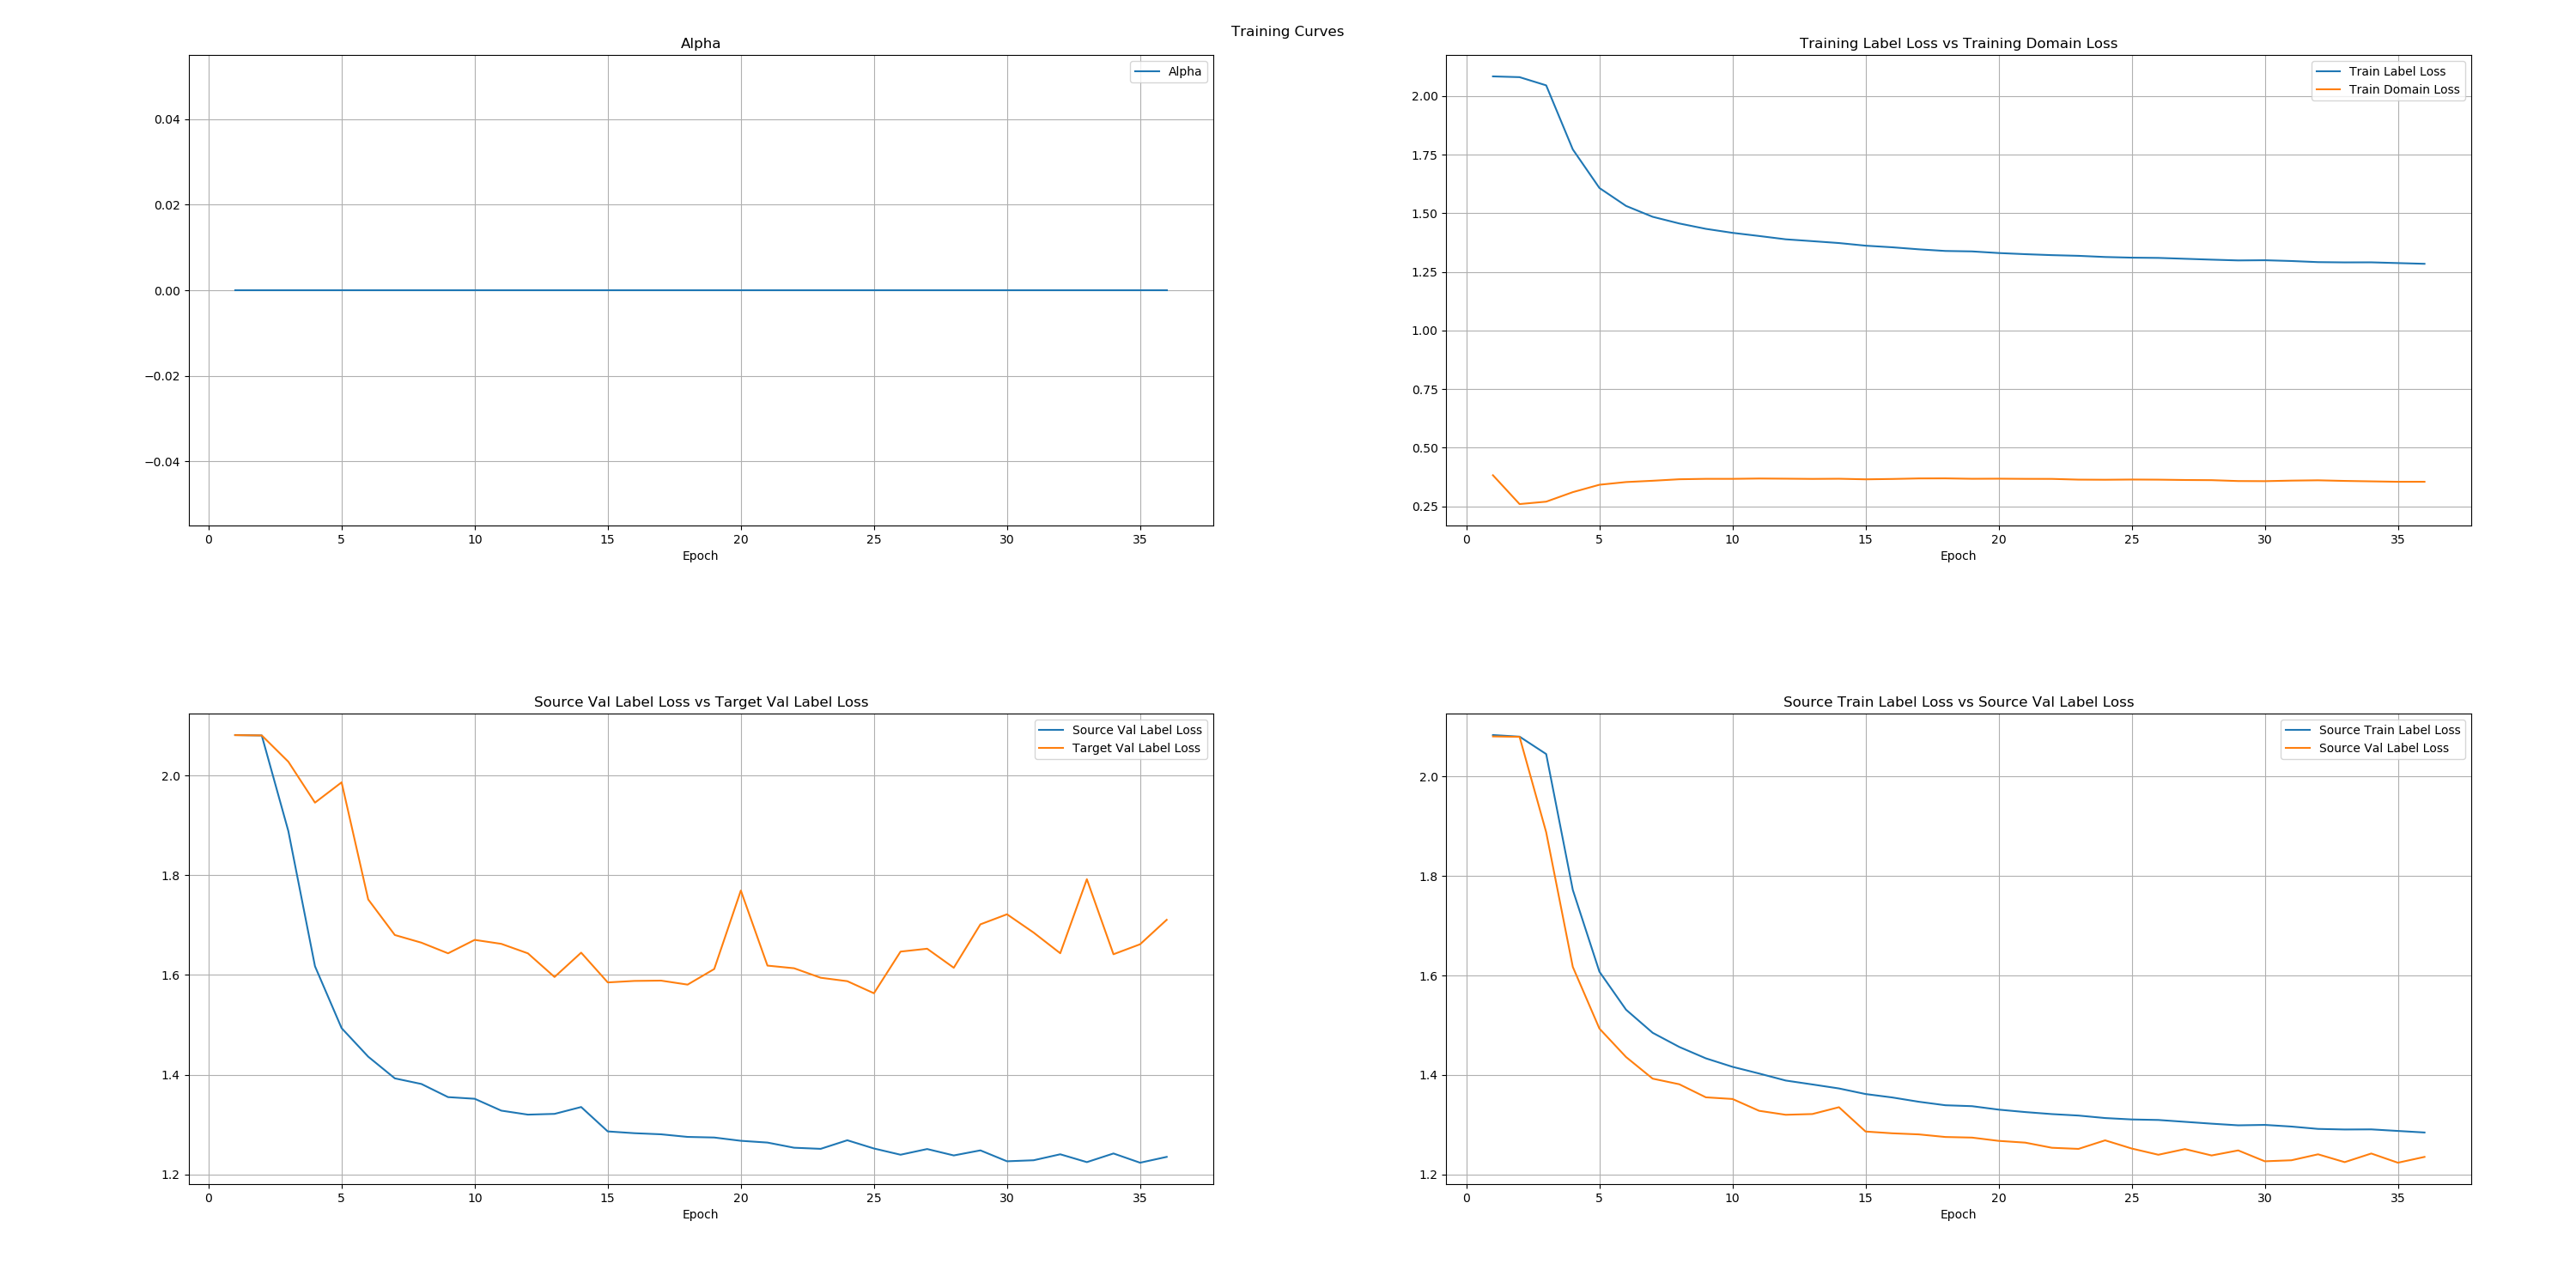 Training Curves
Alpha
Alpha
0.04
0.02
0.00
−0.02
−0.04
0 5 10 15 20 25 30 35
Epoch
Training Label Loss vs Training Domain Loss
Train Label Loss
Train Domain Loss
2.00
1.75
1.50
1.25
1.00
0.75
0.50
0.25
0 5 10 15 20 25 30 35
Epoch
Source Val Label Loss vs Target Val Label Loss
Source Val Label Loss
Target Val Label Loss
2.0
1.8
1.6
1.4
1.2
0 5 10 15 20 25 30 35
Epoch
Source Train Label Loss vs Source Val Label Loss
Source Train Label Loss
Source Val Label Loss
2.0
1.8
1.6
1.4
1.2
0 5 10 15 20 25 30 35
Epoch